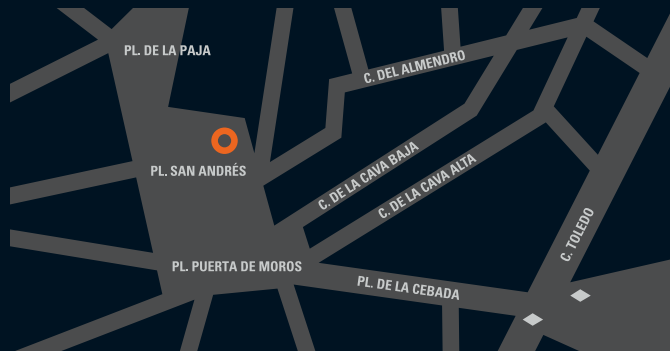 PL. DE LA PAJA
C. DEL ALMENDRO
PL. SAN ANDRÉS
C. DE LA CAVA BAJA
C. DE LA CAVA ALTA
C. TOLEDO
PL. PUERTA DE MOROS
PL. DE LA CEBADA